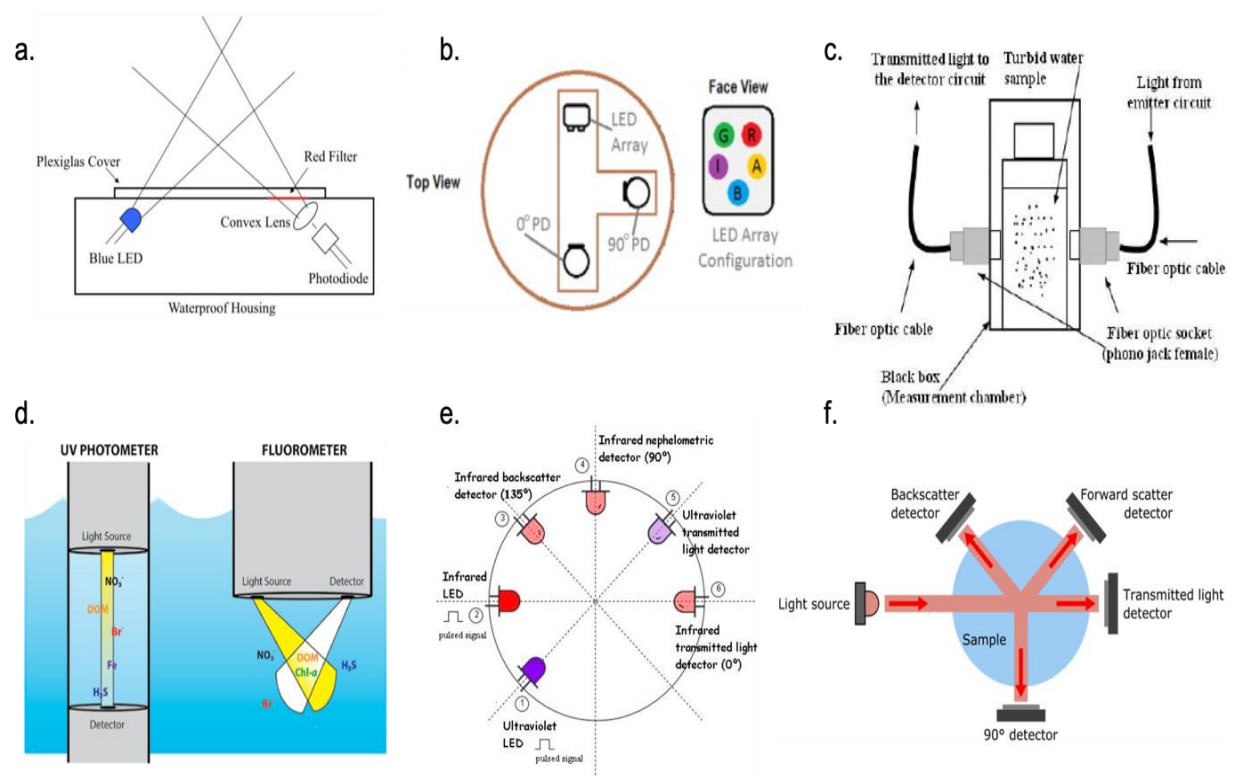 a.
Plexiglas Cover
Red Filter
Convex Lens
Blue LED
Photodiode
Waterproof Housing
b.
Top View
LED
Array
0° PD
90° PD
Face View
G R
I A
B
LED Array
Configuration
c.
Transmitted light to
the detector circuit
Turbid water
sample
Light from
emitter circuit
Fiber optic cable
Fiber optic cable
Fiber optic socket
(phono jack female)
Black box
(Measurement chamber)
d.
UV PHOTOMETER
Light Source
NO₃⁻
DOM
Br⁻
Fe
H₂S
Detector
FLUOROMETER
Light Source
Detector
NO₃⁻
DOM
Chl-a
H₂S
Br⁻
e.
Infrared nephelometric
detector (90°)
4
Infrared backscatter
detector (135°)
3
5
Ultraviolet
transmitted
light detector
Infrared
LED
2
pulsed signal
6
Infrared
transmitted light
detector (0°)
1
Ultraviolet
LED
pulsed signal
f.
Backscatter
detector
Forward scatter
detector
Light source
Transmitted light
detector
Sample
90° detector